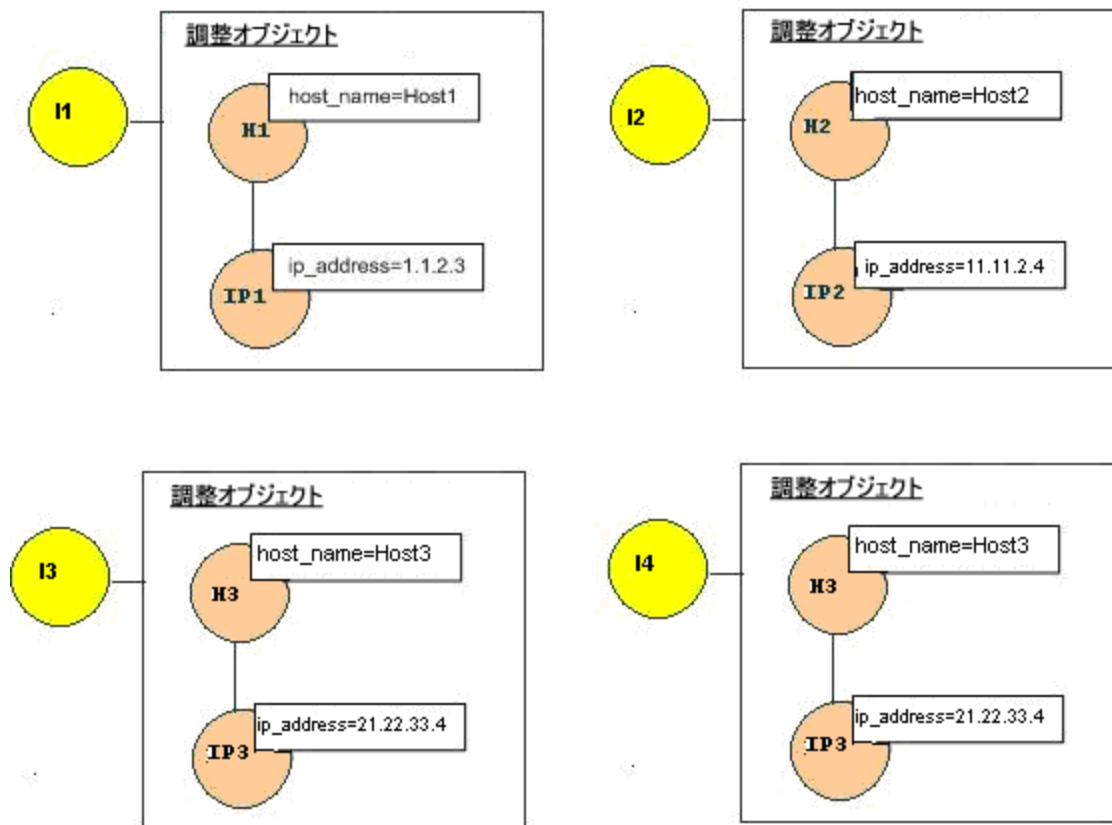 調整オブジェクト
I1
host_name=Host1
H1
ip_address=1.1.2.3
IP1
調整オブジェクト
I2
host_name=Host2
H2
ip_address=11.11.2.4
IP2
調整オブジェクト
I3
host_name=Host3
H3
ip_address=21.22.33.4
IP3
調整オブジェクト
I4
host_name=Host3
H3
ip_address=21.22.33.4
IP3